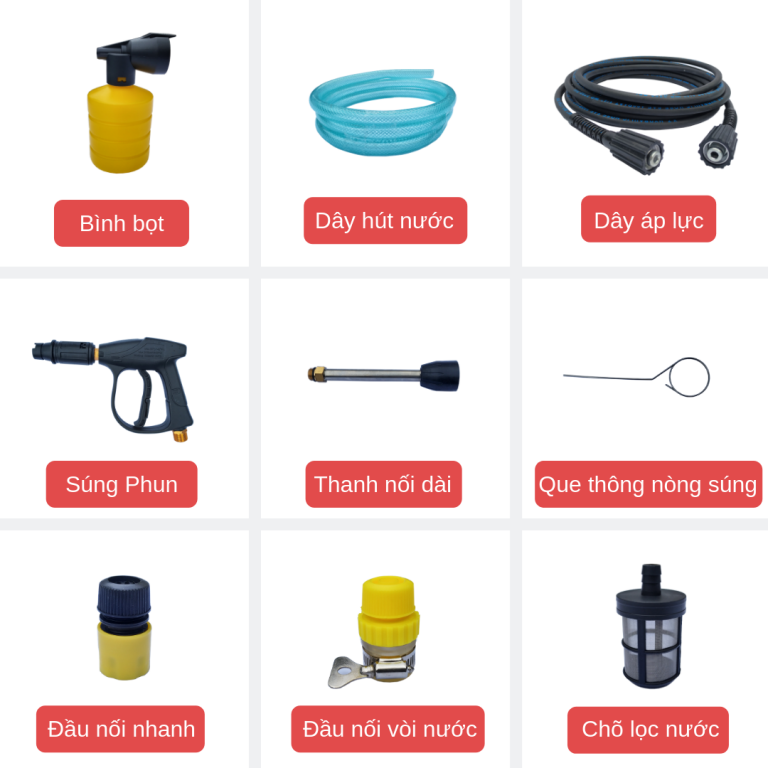 Bình bọt
Dây hút nước
Dây áp lực
Súng Phun
Thanh nối dài
Que thông nòng súng
Đầu nối nhanh
Đầu nối vòi nước
Chõ lọc nước